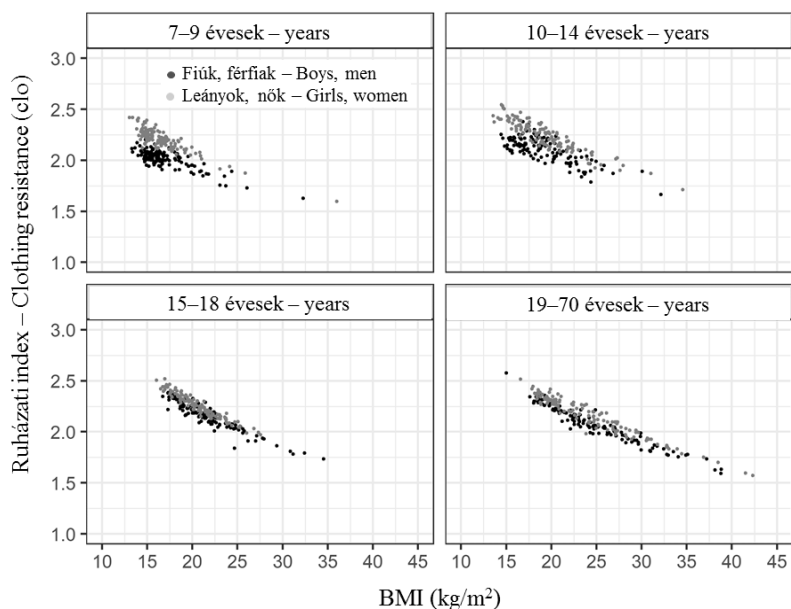 7–9 évesek – years
10–14 évesek – years
Fiúk, férfiak – Boys, men
Leányok, nők – Girls, women
3.0
2.5
2.0
1.5
1.0
15–18 évesek – years
19–70 évesek – years
3.0
2.5
2.0
1.5
1.0
10 15 20 25 30 35 40 45
10 15 20 25 30 35 40 45
Ruházati index – Clothing resistance (clo)
BMI (kg/m²)